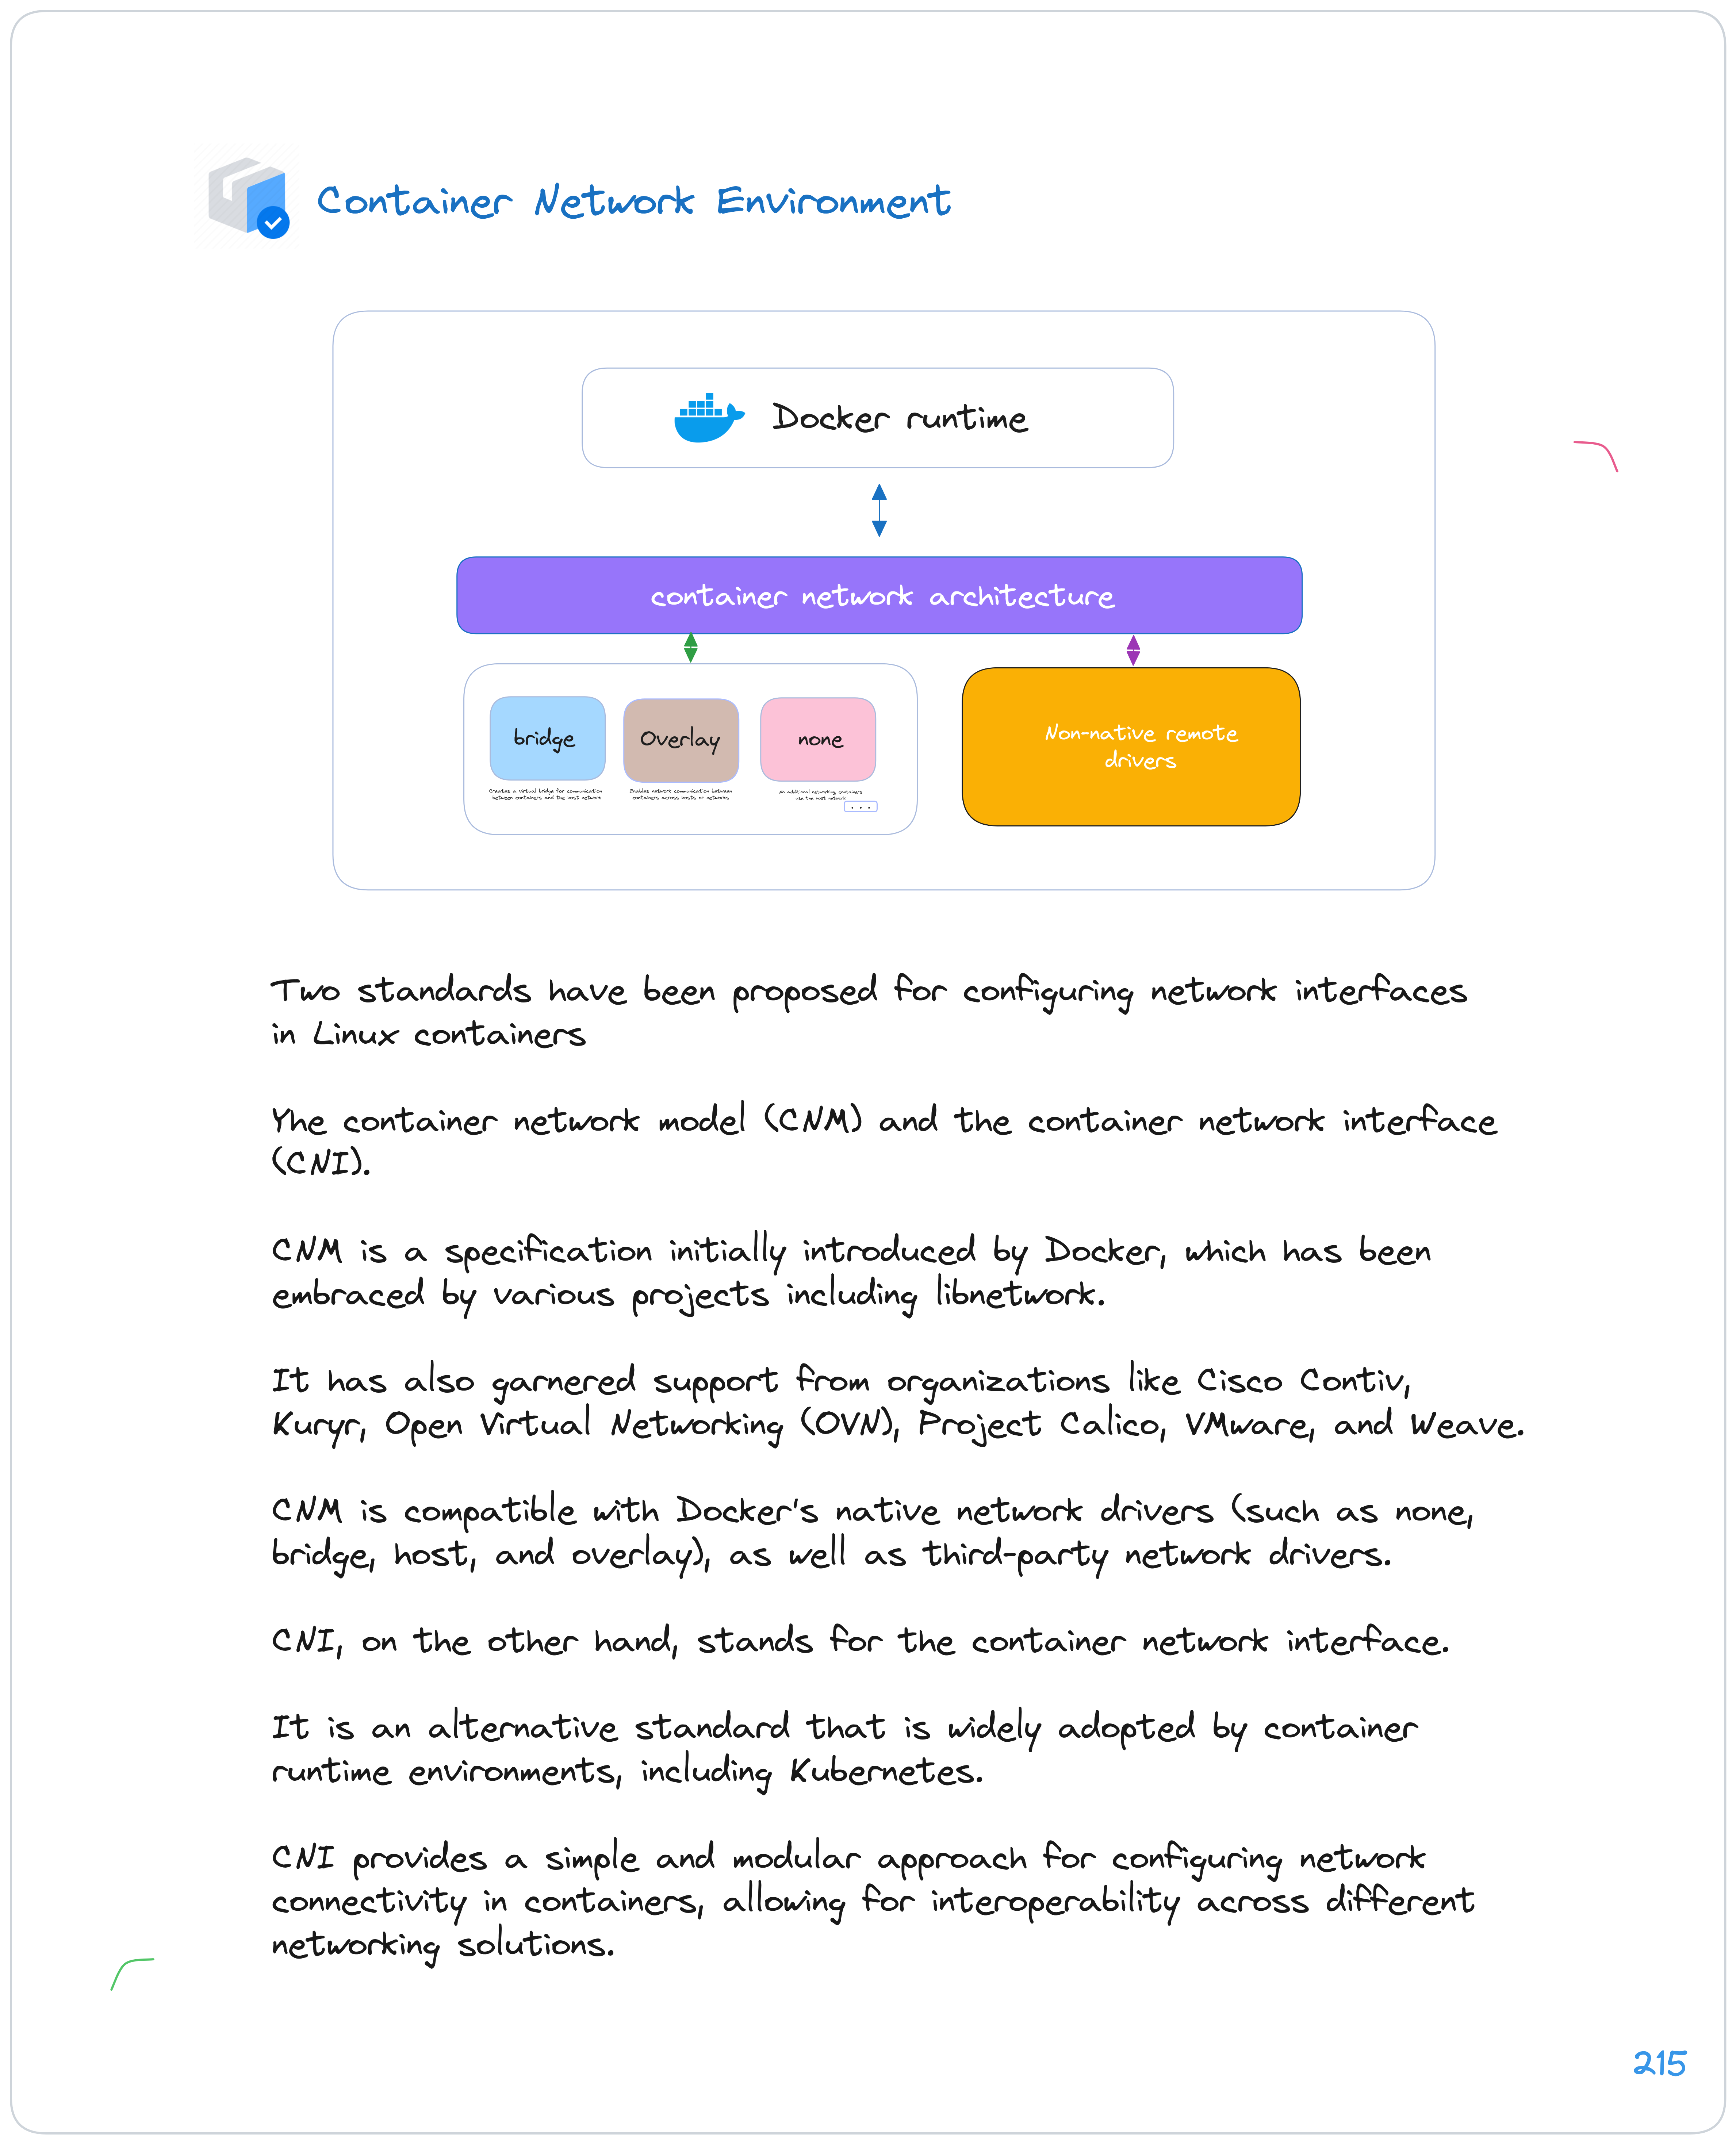 Container Network Environment
Docker runtime
container network architecture
bridge
Overlay
none
Creates a virtual bridge for communication
between containers and the host network
Enables network communication between
containers across hosts or networks
No additional networking, containers
use the host network
...
Non-native remote
drivers
Two standards have been proposed for configuring network interfaces
in Linux containers
Yhe container network model (CNM) and the container network interface
(CNI).
CNM is a specification initially introduced by Docker, which has been
embraced by various projects including libnetwork.
It has also garnered support from organizations like Cisco Contiv,
Kuryr, Open Virtual Networking (OVN), Project Calico, VMware, and Weave.
CNM is compatible with Docker's native network drivers (such as none,
bridge, host, and overlay), as well as third-party network drivers.
CNI, on the other hand, stands for the container network interface.
It is an alternative standard that is widely adopted by container
runtime environments, including Kubernetes.
CNI provides a simple and modular approach for configuring network
connectivity in containers, allowing for interoperability across different
networking solutions.
215